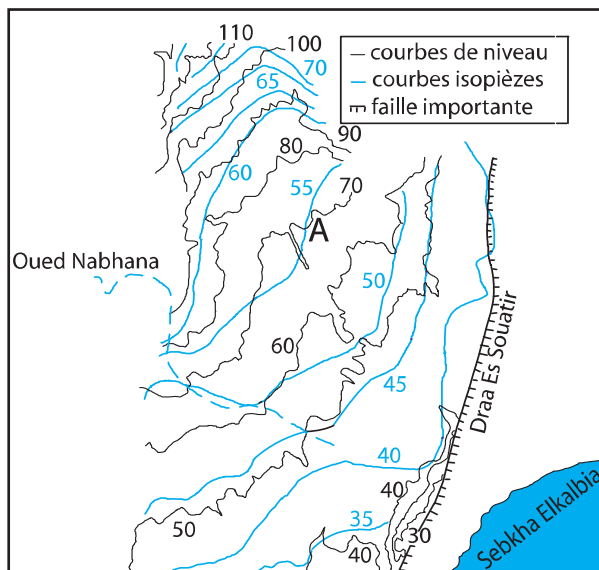 110
100
70
65
courbes de niveau
courbes isopièzes
faille importante
90
80
60
55
70
A
Oued Nabhana
50
60
45
Draa Es Souatir
40
40
35
50
30
40
Sebkha Elkalbia